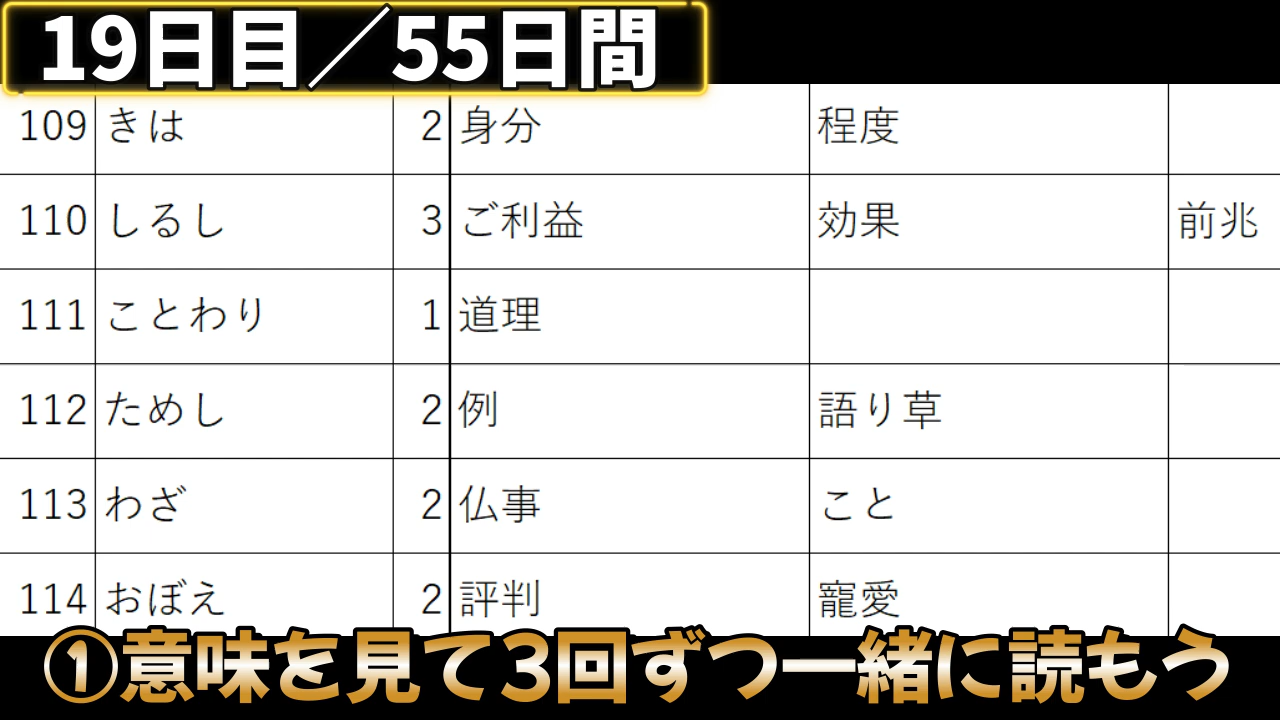 19日目／55日間
109 きは 2 身分 程度
110 しるし 3 ご利益 効果 前兆
111 ことわり 1 道理
112 ためし 2 例 語り草
113 わざ 2 仏事 こと
114 おぼえ 2 評判 寵愛
①意味を見て3回ずつ一緒に読もう